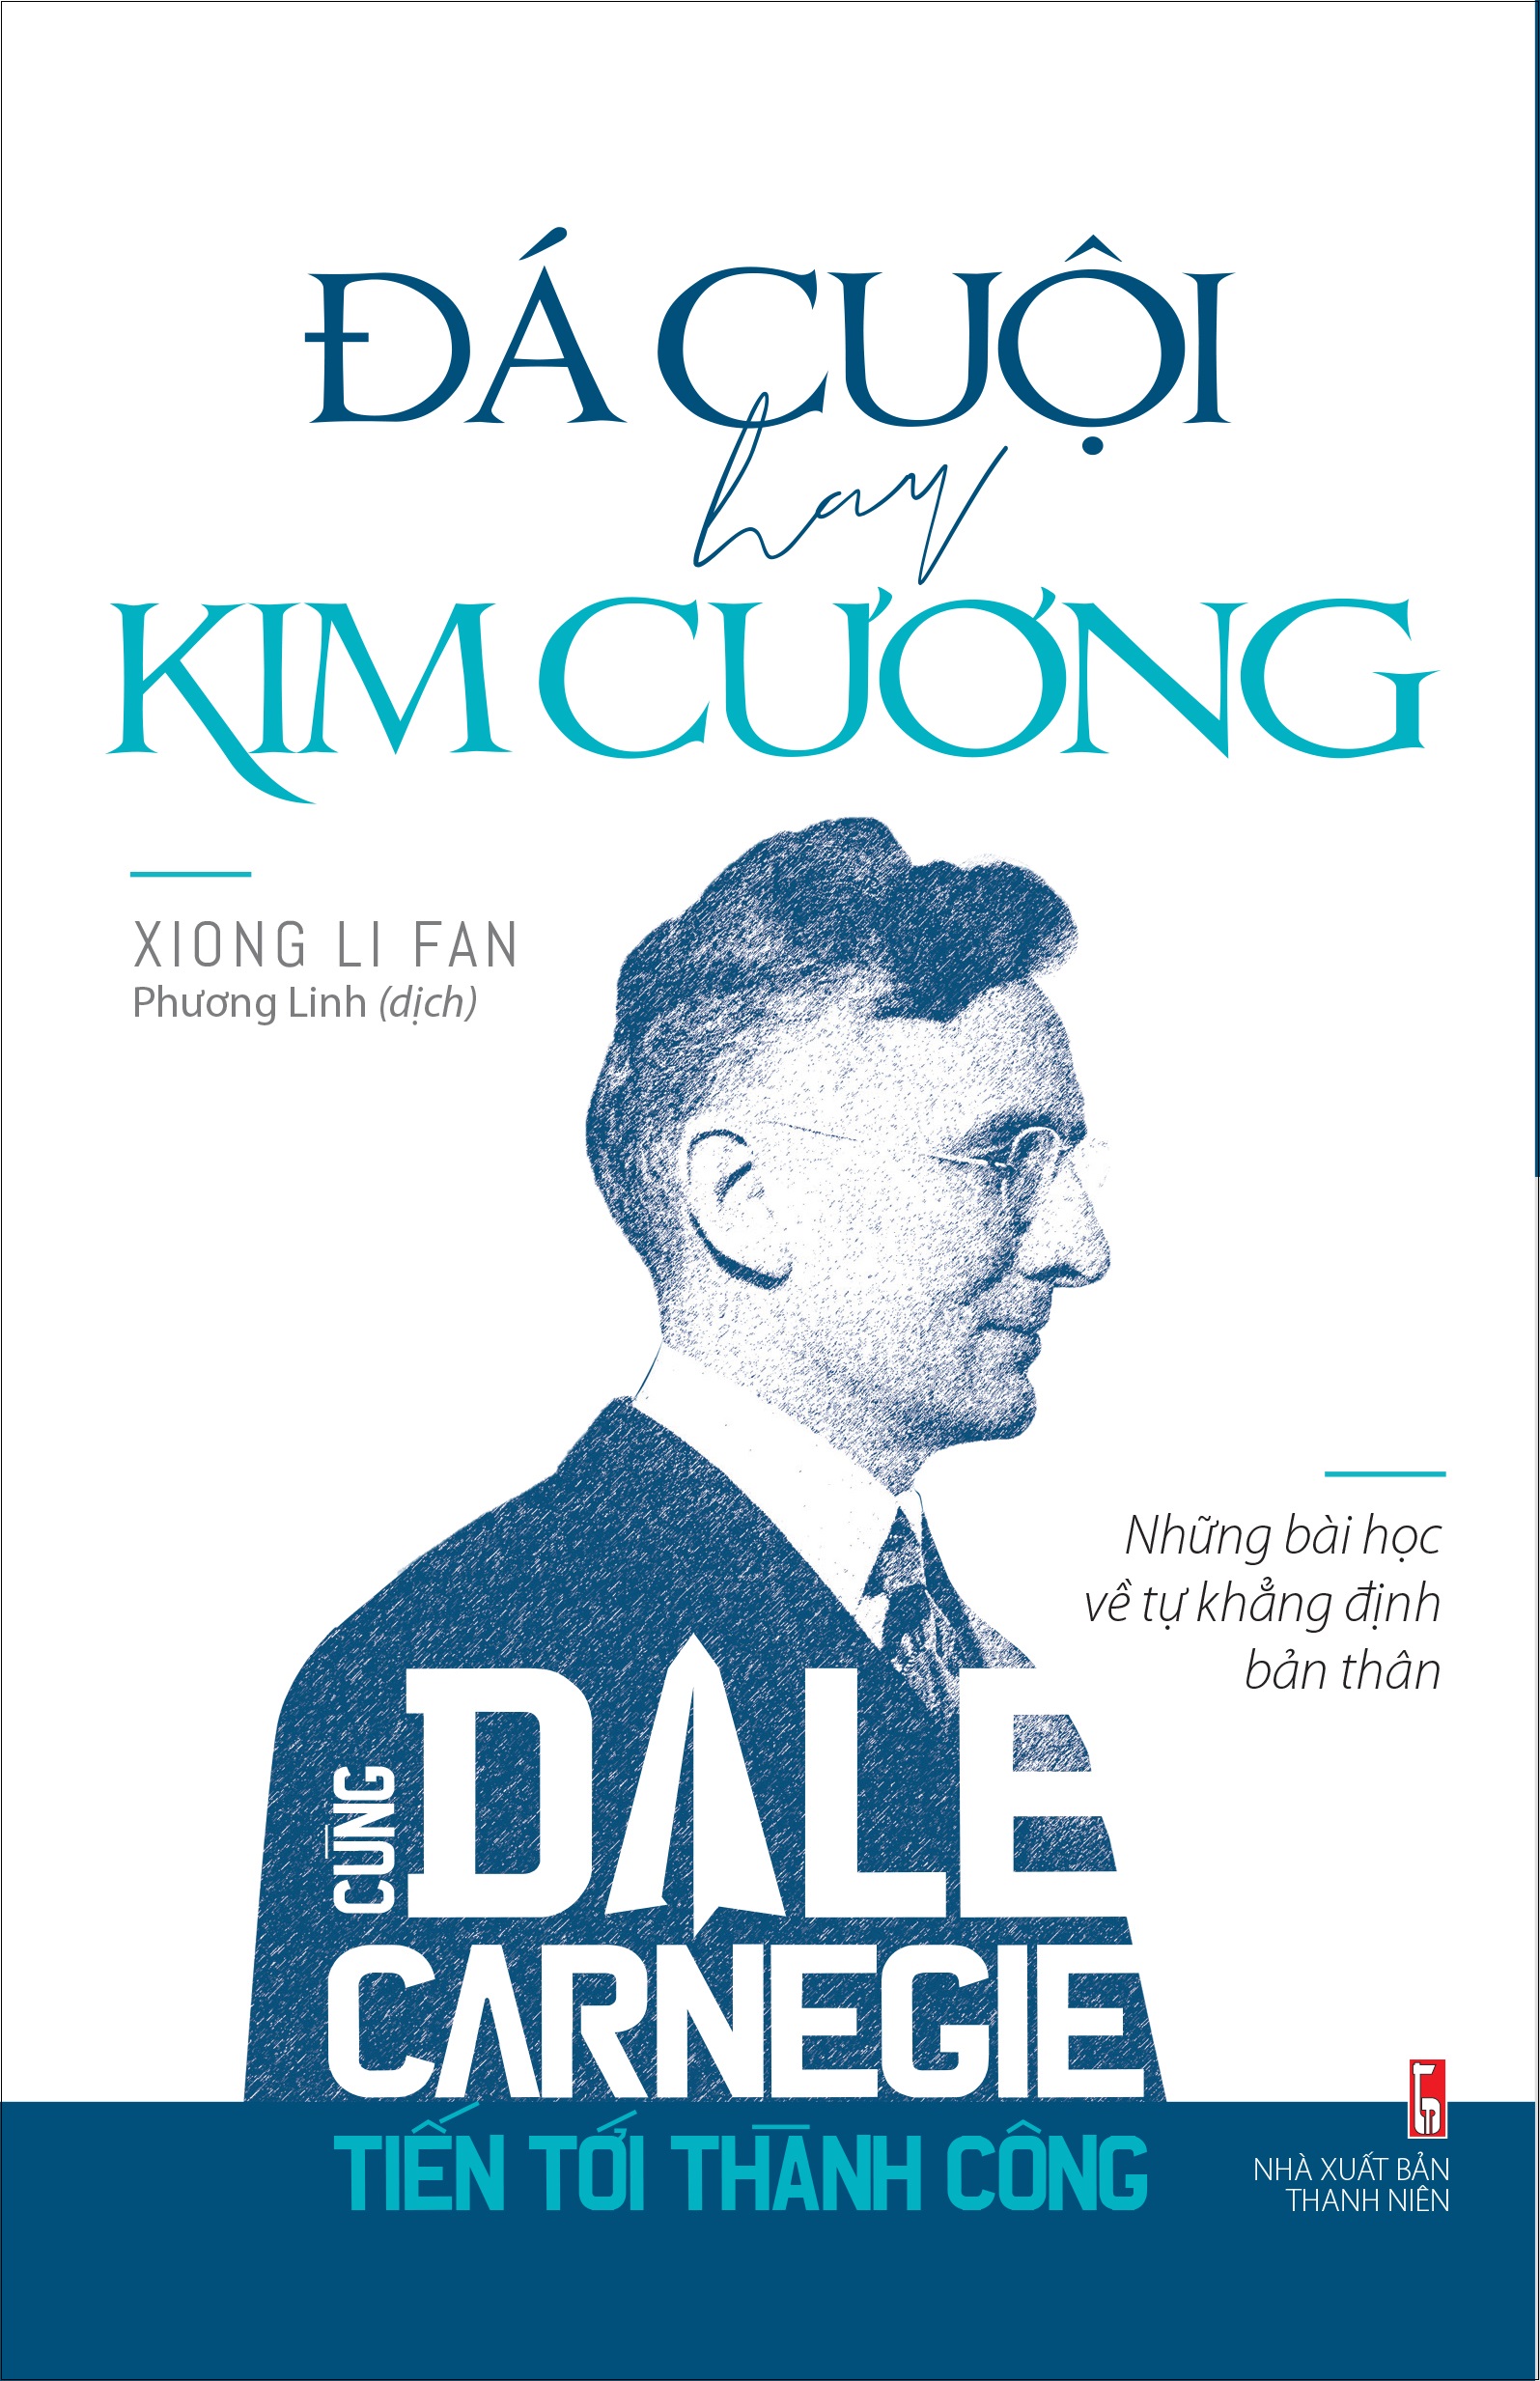 ĐÁ CUỘI
hay
KIM CƯƠNG
XIONG LI FAN
Phương Linh (dịch)
Những bài học
về tự khẳng định
bản thân
CÙNG
DALE
CARNEGIE
TIẾN TỚI THÀNH CÔNG
NHÀ XUẤT BẢN
THANH NIÊN